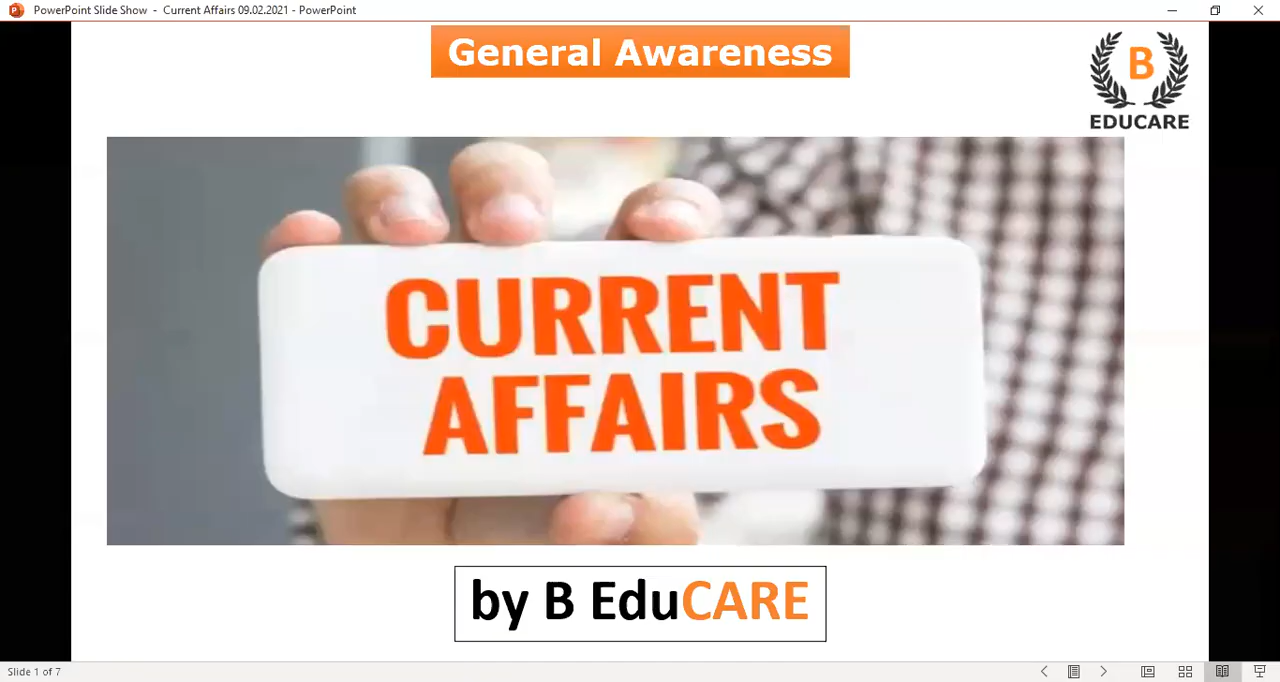 PowerPoint Slide Show - Current Affairs 09.02.2021 - PowerPoint
General Awareness
B
EDUCARE
CURRENT
AFFAIRS
by B EduCARE
Slide 1 of 7